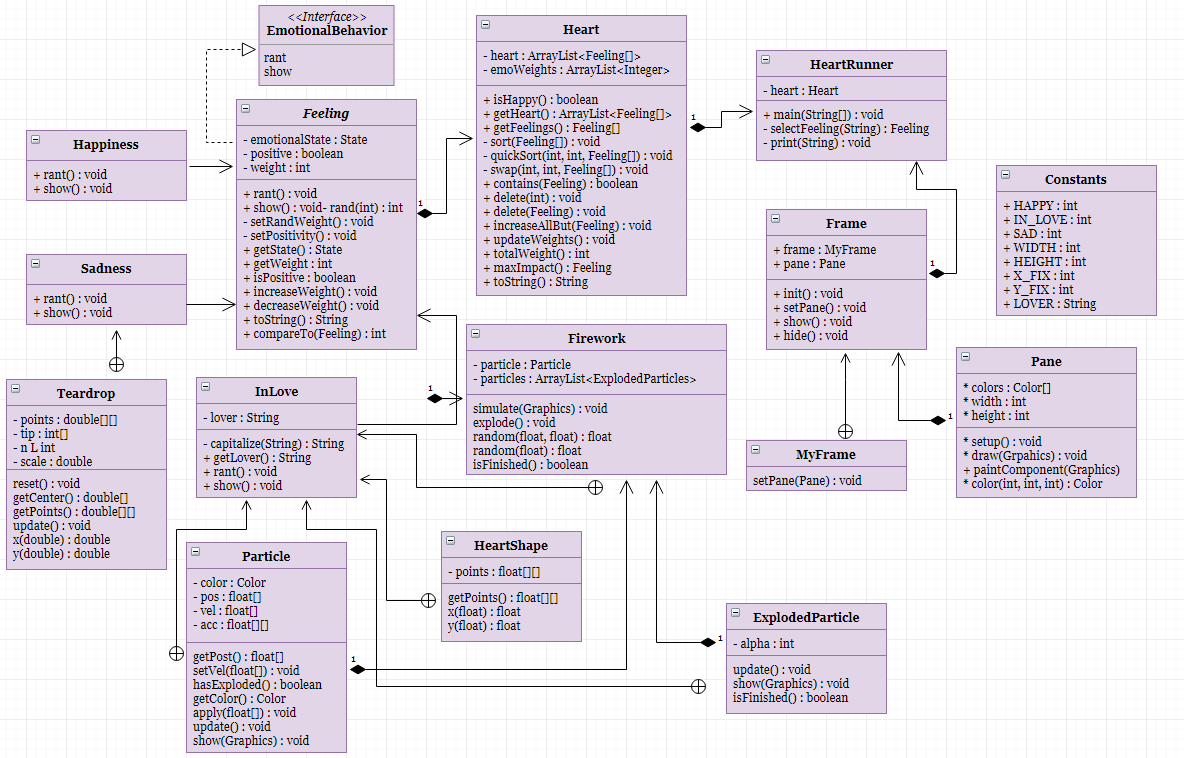 <<Interface>>
EmotionalBehavior
rant
show
Heart
- heart : ArrayList<Feeling[]>
- emoWeights : ArrayList<Integer>
+ isHappy() : boolean
+ getHeart() : ArrayList<Feeling[]>
+ getFeelings() : Feeling[]
- sort(Feeling[]) : void
- quickSort(int, int, Feeling[]) : void
- swap(int, int, Feeling[]) : void
+ contains(Feeling) : boolean
+ delete(int) : void
+ delete(Feeling) : void
+ increaseAllBut(Feeling) : void
+ updateWeights() : void
+ totalWeight() : int
+ maxImpact() : Feeling
+ toString() : String
1
HeartRunner
- heart : Heart
+ main(String[]) : void
- selectFeeling(String) : Feeling
- print(String) : void
Feeling
- emotionalState : State
- positive : boolean
- weight : int
+ rant() : void
+ show() : void- rand(int) : int
- setRandWeight() : void
- setPositivity() : void
+ getState() : State
+ getWeight : int
+ isPositive : boolean
+ increaseWeight() : void
+ decreaseWeight() : void
+ toString() : String
+ compareTo(Feeling) : int
1
Happiness
+ rant() : void
+ show() : void
Constants
+ HAPPY : int
+ IN_LOVE : int
+ SAD : int
+ WIDTH : int
+ HEIGHT : int
+ X_FIX : int
+ Y_FIX : int
+ LOVER : String
Frame
+ frame : MyFrame
+ pane : Pane
+ init() : void
+ setPane() : void
+ show() : void
+ hide() : void
1
Sadness
+ rant() : void
+ show() : void
Firework
- particle : Particle
- particles : ArrayList<ExplodedParticles>
simulate(Graphics) : void
explode() : void
random(float, float) : float
random(float) : float
isFinished() : boolean
1
Pane
* colors : Color[]
* width : int
* height : int
* setup() : void
* draw(Grpahics) : void
+ paintComponent(Graphics)
* color(int, int, int) : Color
1
Teardrop
- points : double[][]
- tip : int[]
- n L int
- scale : double
reset() : void
getCenter() : double[]
getPoints() : double[][]
update() : void
x(double) : double
y(double) : double
InLove
- lover : String
- capitalize(String) : String
+ getLover() : String
+ rant() : void
+ show() : void
MyFrame
setPane(Pane) : void
Particle
- color : Color
- pos : float[]
- vel : float[]
- acc : float[][]
getPost() : float[]
setVel(float[]) : void
hasExploded() : boolean
getColor() : Color
apply(float[]) : void
update() : void
show(Graphics) : void
1
HeartShape
- points : float[][]
getPoints() : float[][]
x(float) : float
y(float) : float
ExplodedParticle
- alpha : int
update() : void
show(Graphics) : void
isFinished() : boolean
1